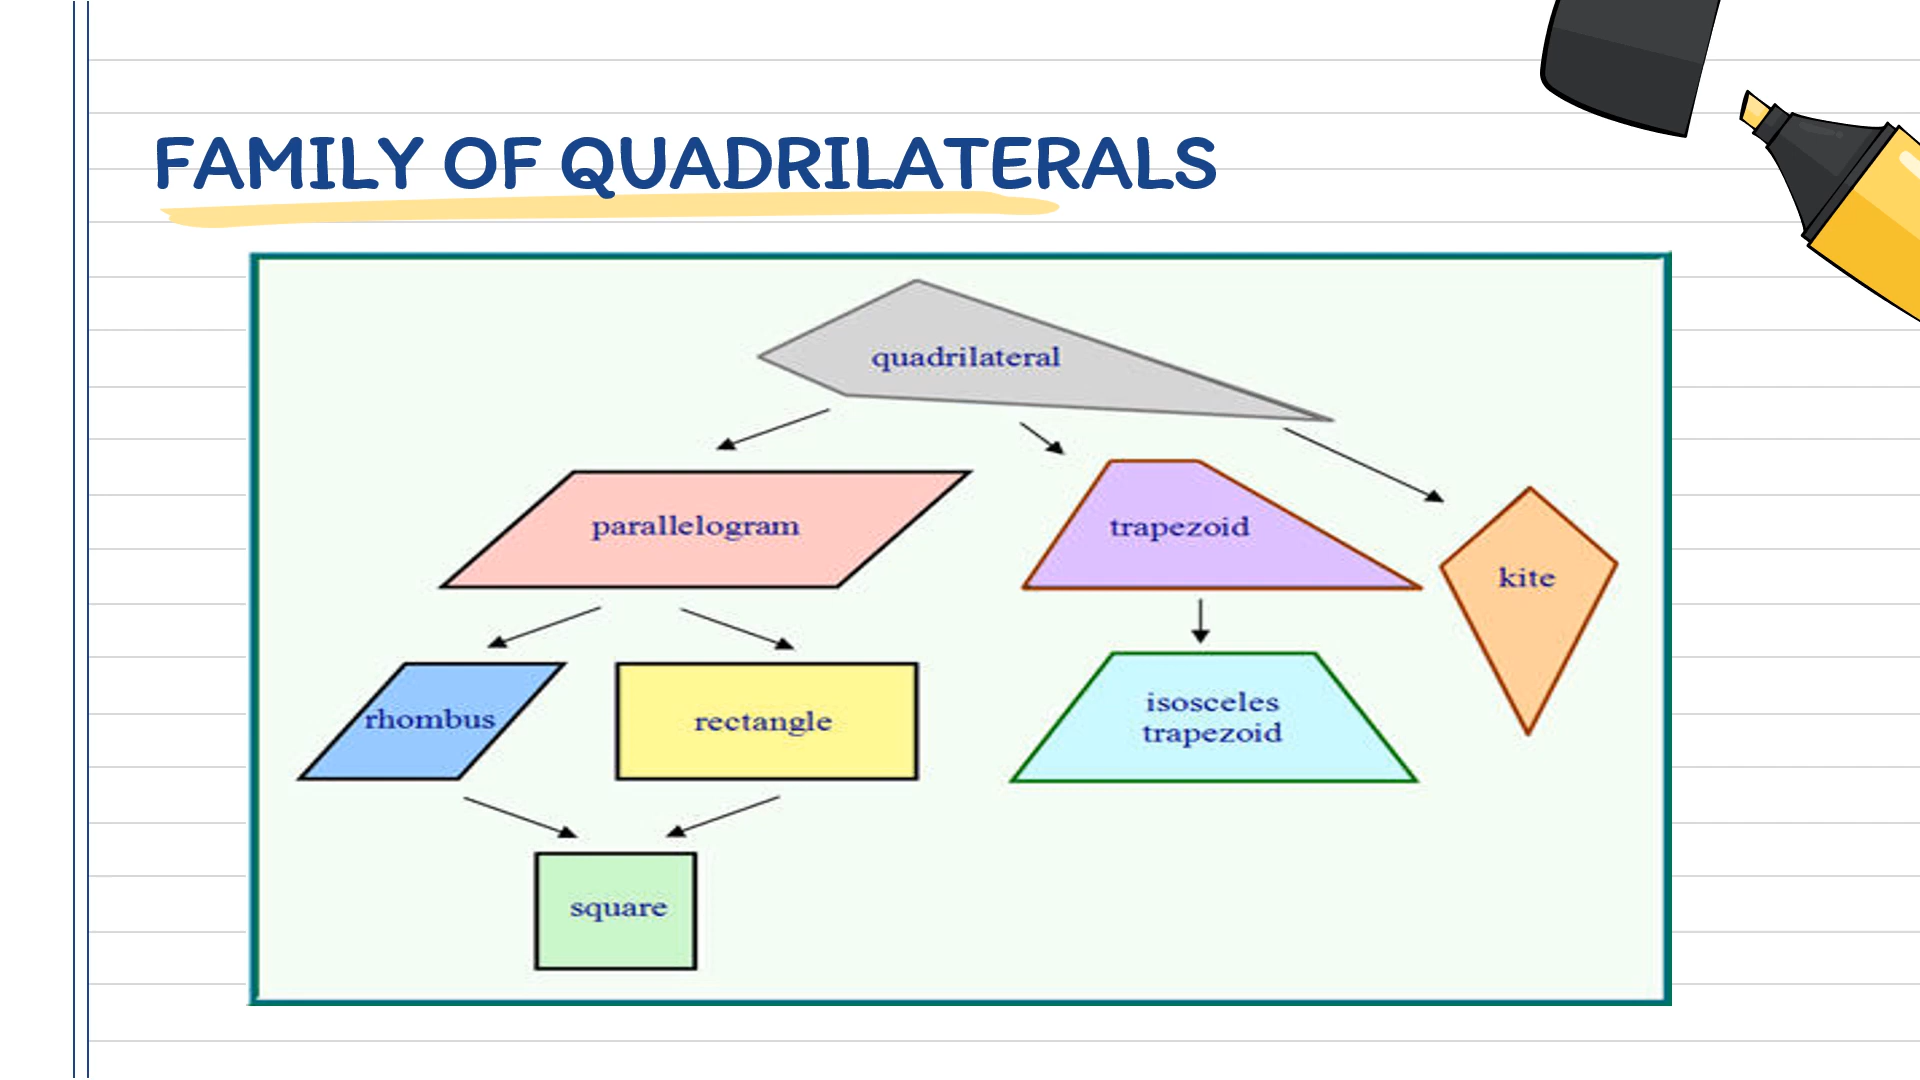 FAMILY OF QUADRILATERALS
quadrilateral
parallelogram
trapezoid
kite
rhombus
rectangle
isosceles
trapezoid
square